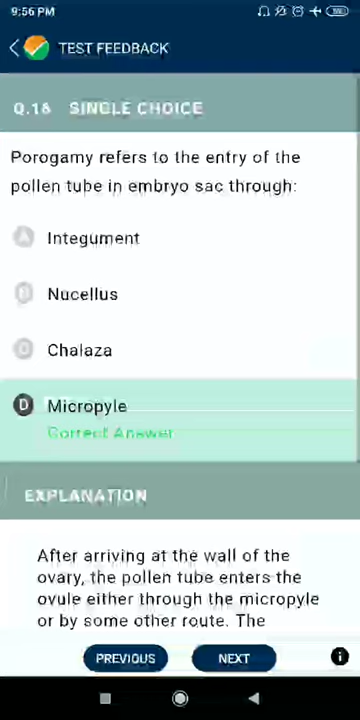 9:56 PM
TEST FEEDBACK
Q.18 SINGLE CHOICE
Porogamy refers to the entry of the
pollen tube in embryo sac through:
A Integument
B Nucellus
C Chalaza
D Micropyle
Correct Answer
EXPLANATION
After arriving at the wall of the
ovary, the pollen tube enters the
ovule either through the micropyle
or by some other route. The
PREVIOUS NEXT